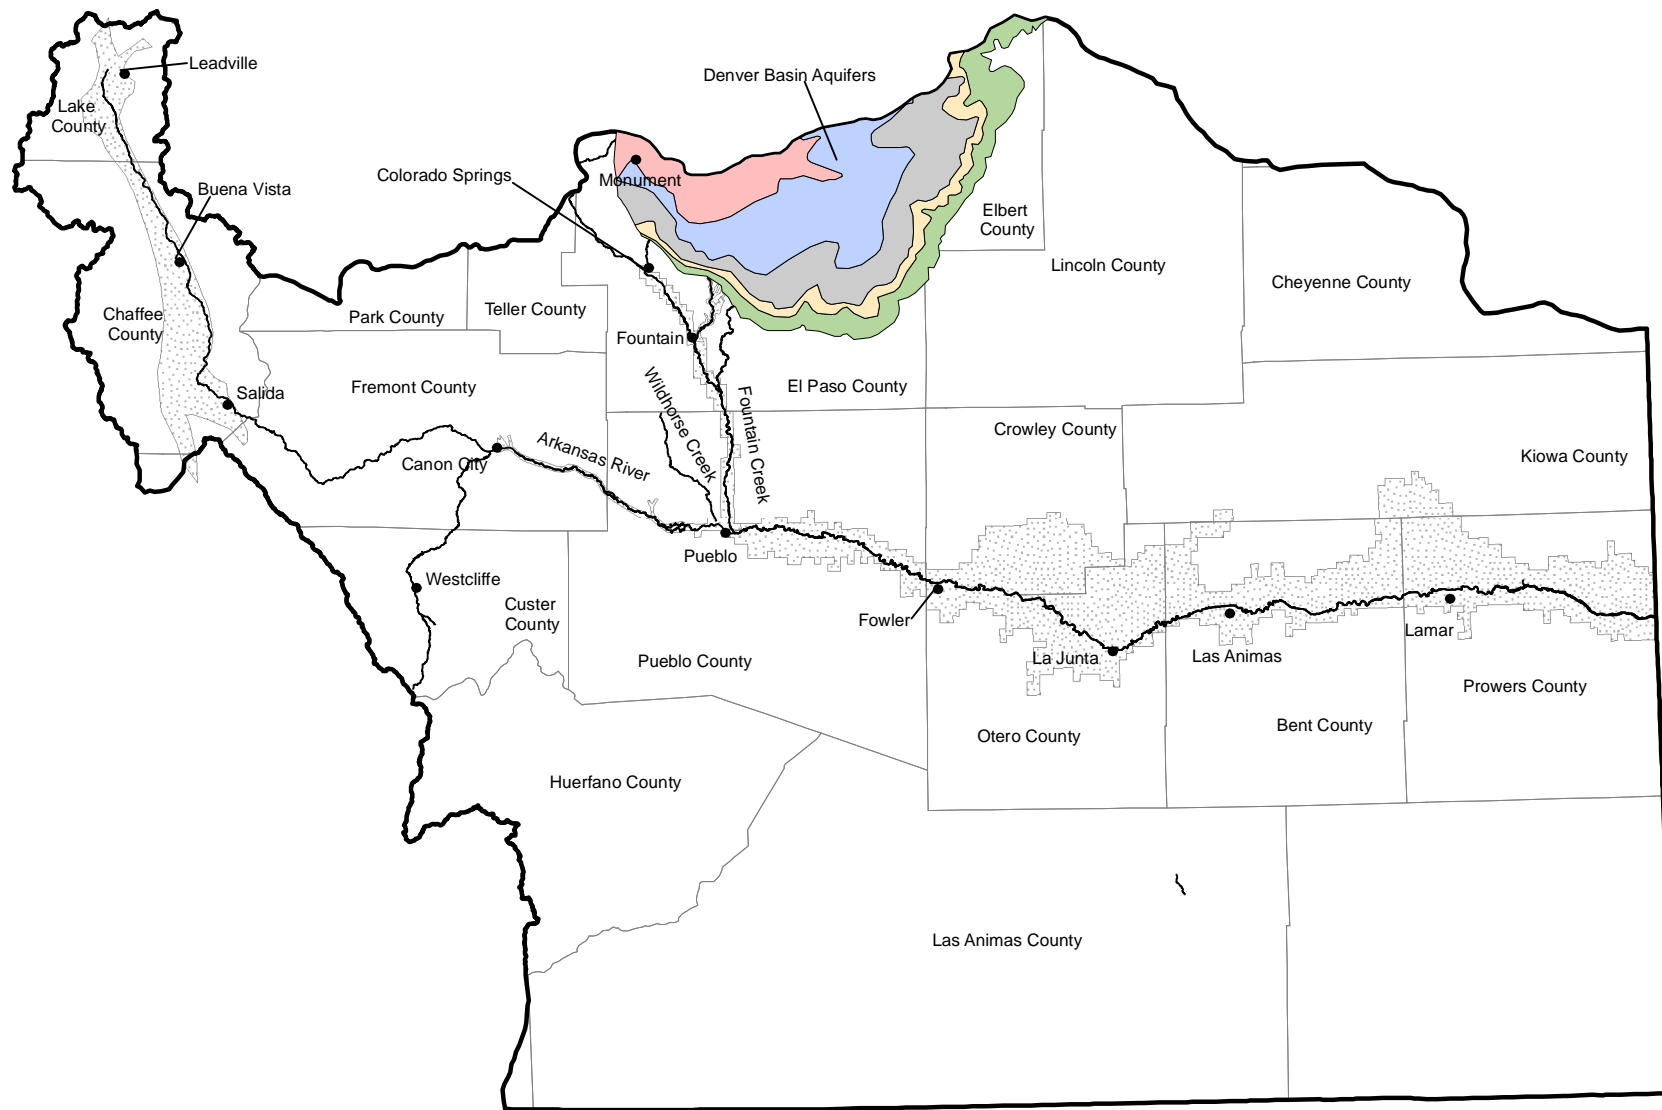 Leadville
Denver Basin Aquifers
Lake
County
Colorado Springs
Monument
Buena Vista
Elbert
County
Lincoln County
Cheyenne County
Chaffee
County
Park County
Teller County
Fountain
Fremont County
Salida
El Paso County
Wildhorse Creek
Fountain Creek
Crowley County
Kiowa County
Arkansas River
Canon City
Pueblo
Westcliffe
Custer
County
Fowler
Lamar
La Junta
Las Animas
Pueblo County
Prowers County
Otero County
Bent County
Huerfano County
Las Animas County